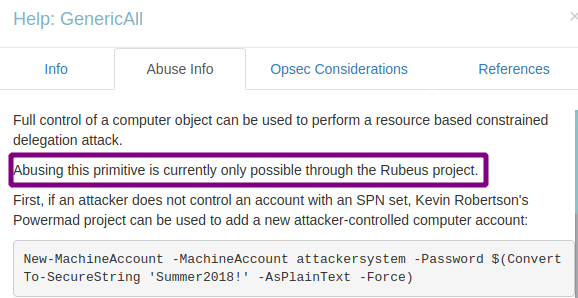 Help: GenericAll
×
Info
Abuse Info
Opsec Considerations
References
Full control of a computer object can be used to perform a resource based constrained
delegation attack.
Abusing this primitive is currently only possible through the Rubeus project.
First, if an attacker does not control an account with an SPN set, Kevin Robertson's
Powermad project can be used to add a new attacker-controlled computer account:
New-MachineAccount -MachineAccount attackersystem -Password $(Convert
To-SecureString 'Summer2018!' -AsPlainText -Force)